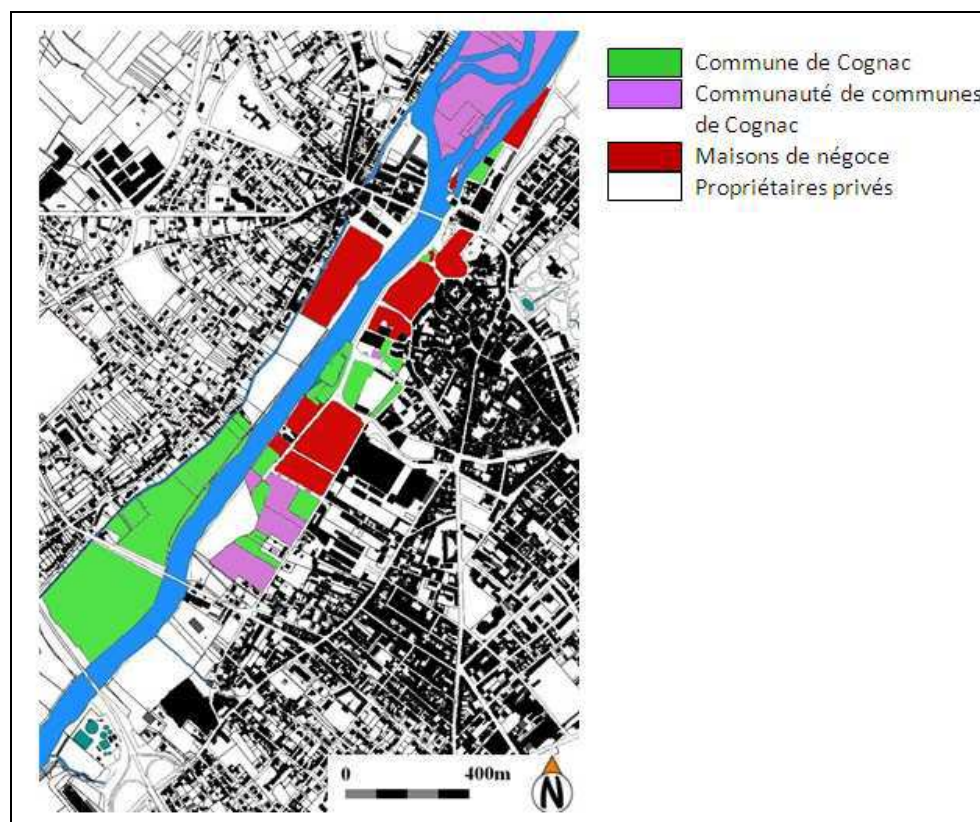 Commune de Cognac
Communauté de communes
de Cognac
Maisons de négoce
Propriétaires privés
0 400m
N